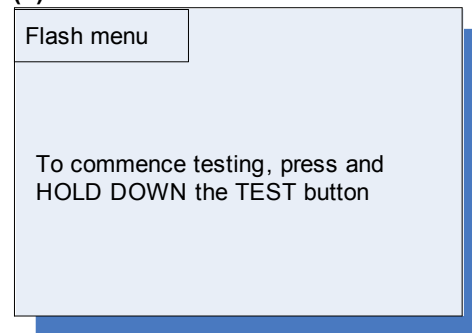 Flash menu
To commence testing, press and
HOLD DOWN the TEST button